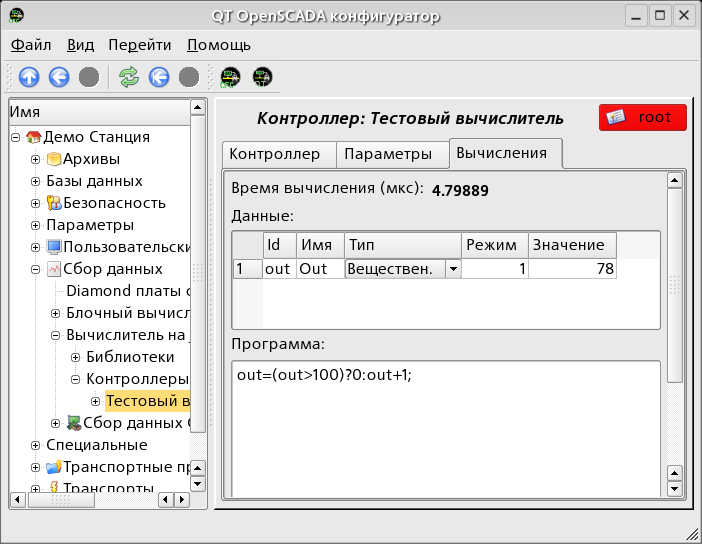 QT OpenSCADA конфигуратор
Файл Вид Перейти Помощь
Имя
Демо Станция
Архивы
Базы данных
Безопасность
Параметры
Пользовательски
Сбор данных
Diamond платы с
Блочный вычисл
Вычислитель на
Библиотеки
Контроллеры
Тестовый в
Сбор данных
Специальные
Транспортные пр
Транспорты
Контроллер: Тестовый вычислитель
root
Контроллер Параметры Вычисления
Время вычисления (мкс): 4.79889
Данные:
Id Имя Тип Режим Значение
1 out Out Веществен. 1 78
Программа:
out=(out>100)?0:out+1;